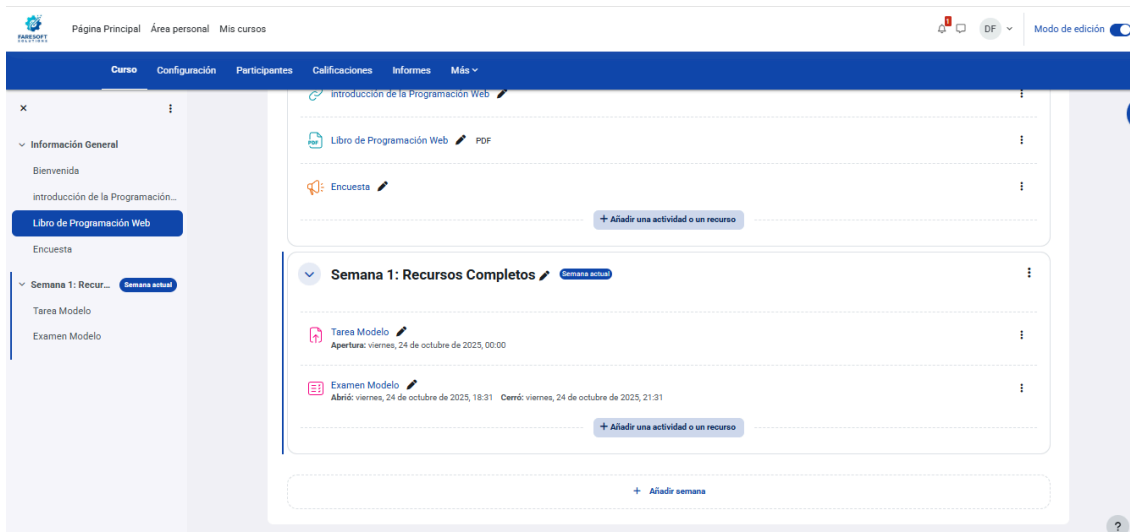 FARESOFT
SOLUTIONS
Página Principal Área personal Mis cursos
1
DF
Modo de edición
Curso Configuración Participantes Calificaciones Informes Más
Información General
Bienvenida
introducción de la Programación...
Libro de Programación Web
Encuesta
Semana 1: Recur... Semana actual
Tarea Modelo
Examen Modelo
introducción de la Programación Web
PDF
Libro de Programación Web PDF
Encuesta
+ Añadir una actividad o un recurso
Semana 1: Recursos Completos Semana actual
Tarea Modelo
Apertura: viernes, 24 de octubre de 2025, 00:00
Examen Modelo
Abrió: viernes, 24 de octubre de 2025, 18:31 Cerró: viernes, 24 de octubre de 2025, 21:31
+ Añadir una actividad o un recurso
+ Añadir semana
?